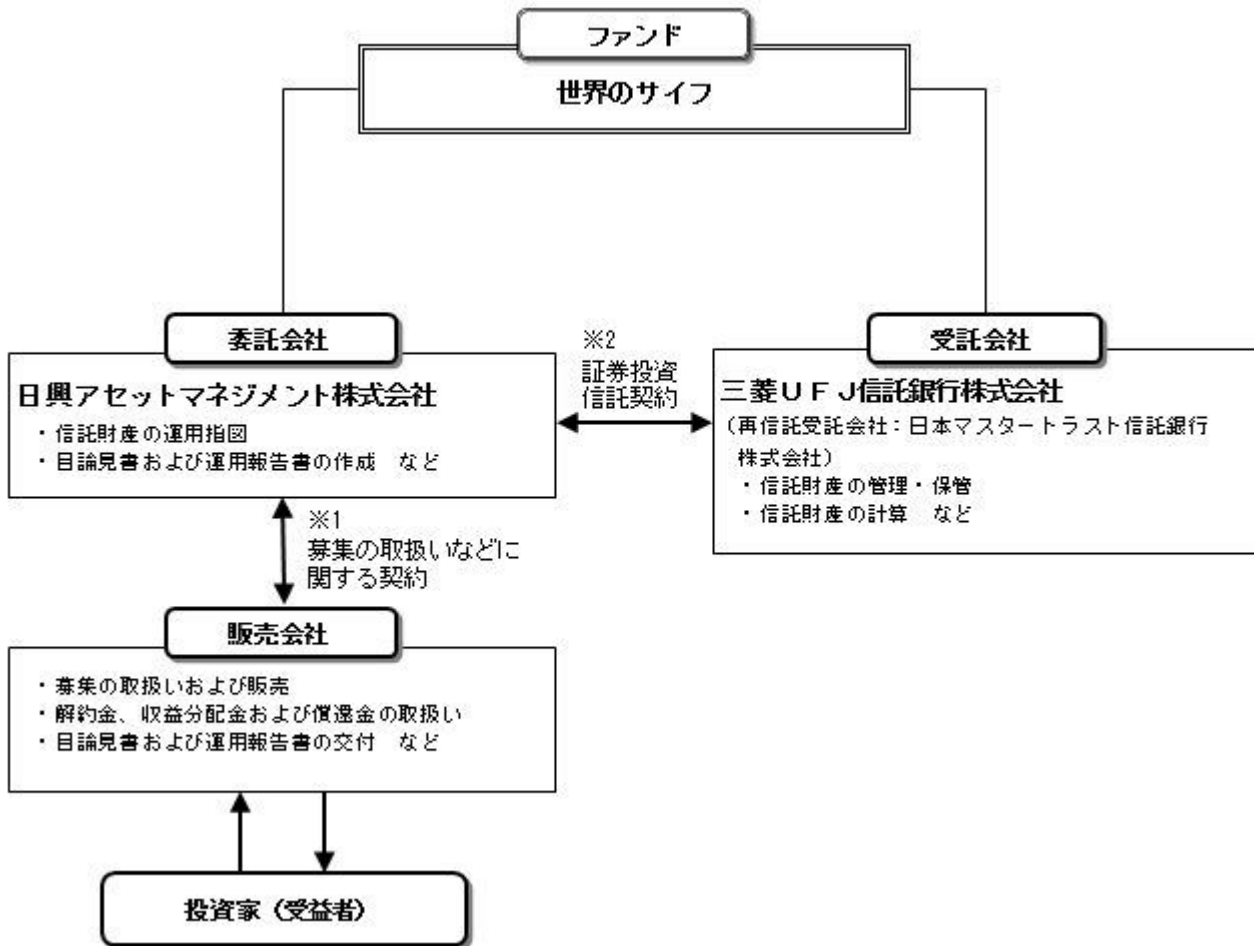 ファンド
世界のサイフ
委託会社
日興アセットマネジメント株式会社
・信託財産の運用指図
・目論見書および運用報告書の作成　など
※2
証券投資
信託契約
受託会社
三菱ＵＦＪ信託銀行株式会社
（再信託受託会社：日本マスタートラスト信託銀行
株式会社）
・信託財産の管理・保管
・信託財産の計算　など
※1
募集の取扱いなどに
関する契約
販売会社
・募集の取扱いおよび販売
・解約金、収益分配金および償還金の取扱い
・目論見書および運用報告書の交付　など
投資家（受益者）